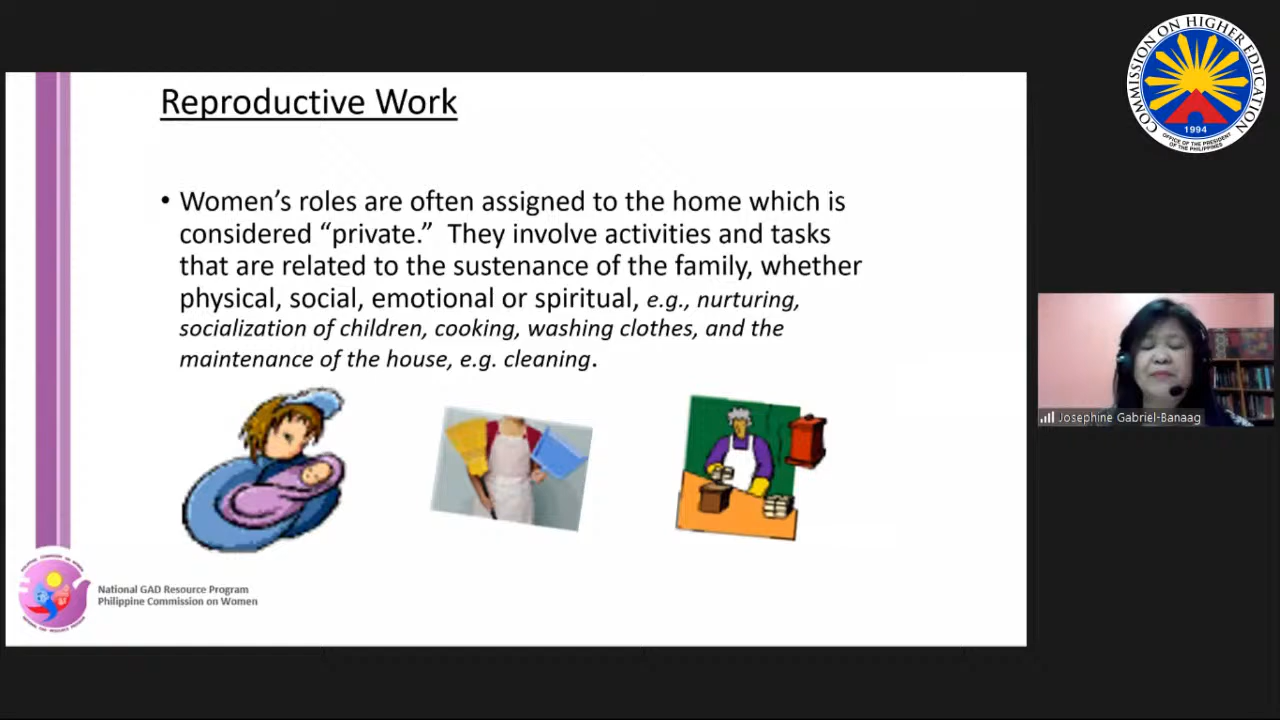 COMMISSION ON HIGHER EDUCATION
1994
OFFICE OF THE PRESIDENT
OF THE PHILIPPINES
Reproductive Work
• Women’s roles are often assigned to the home which is
considered “private.”  They involve activities and tasks
that are related to the sustenance of the family, whether
physical, social, emotional or spiritual, e.g., nurturing,
socialization of children, cooking, washing clothes, and the
maintenance of the house, e.g. cleaning.
Josephine Gabriel-Banaag
National GAD Resource Program
Philippine Commission on Women